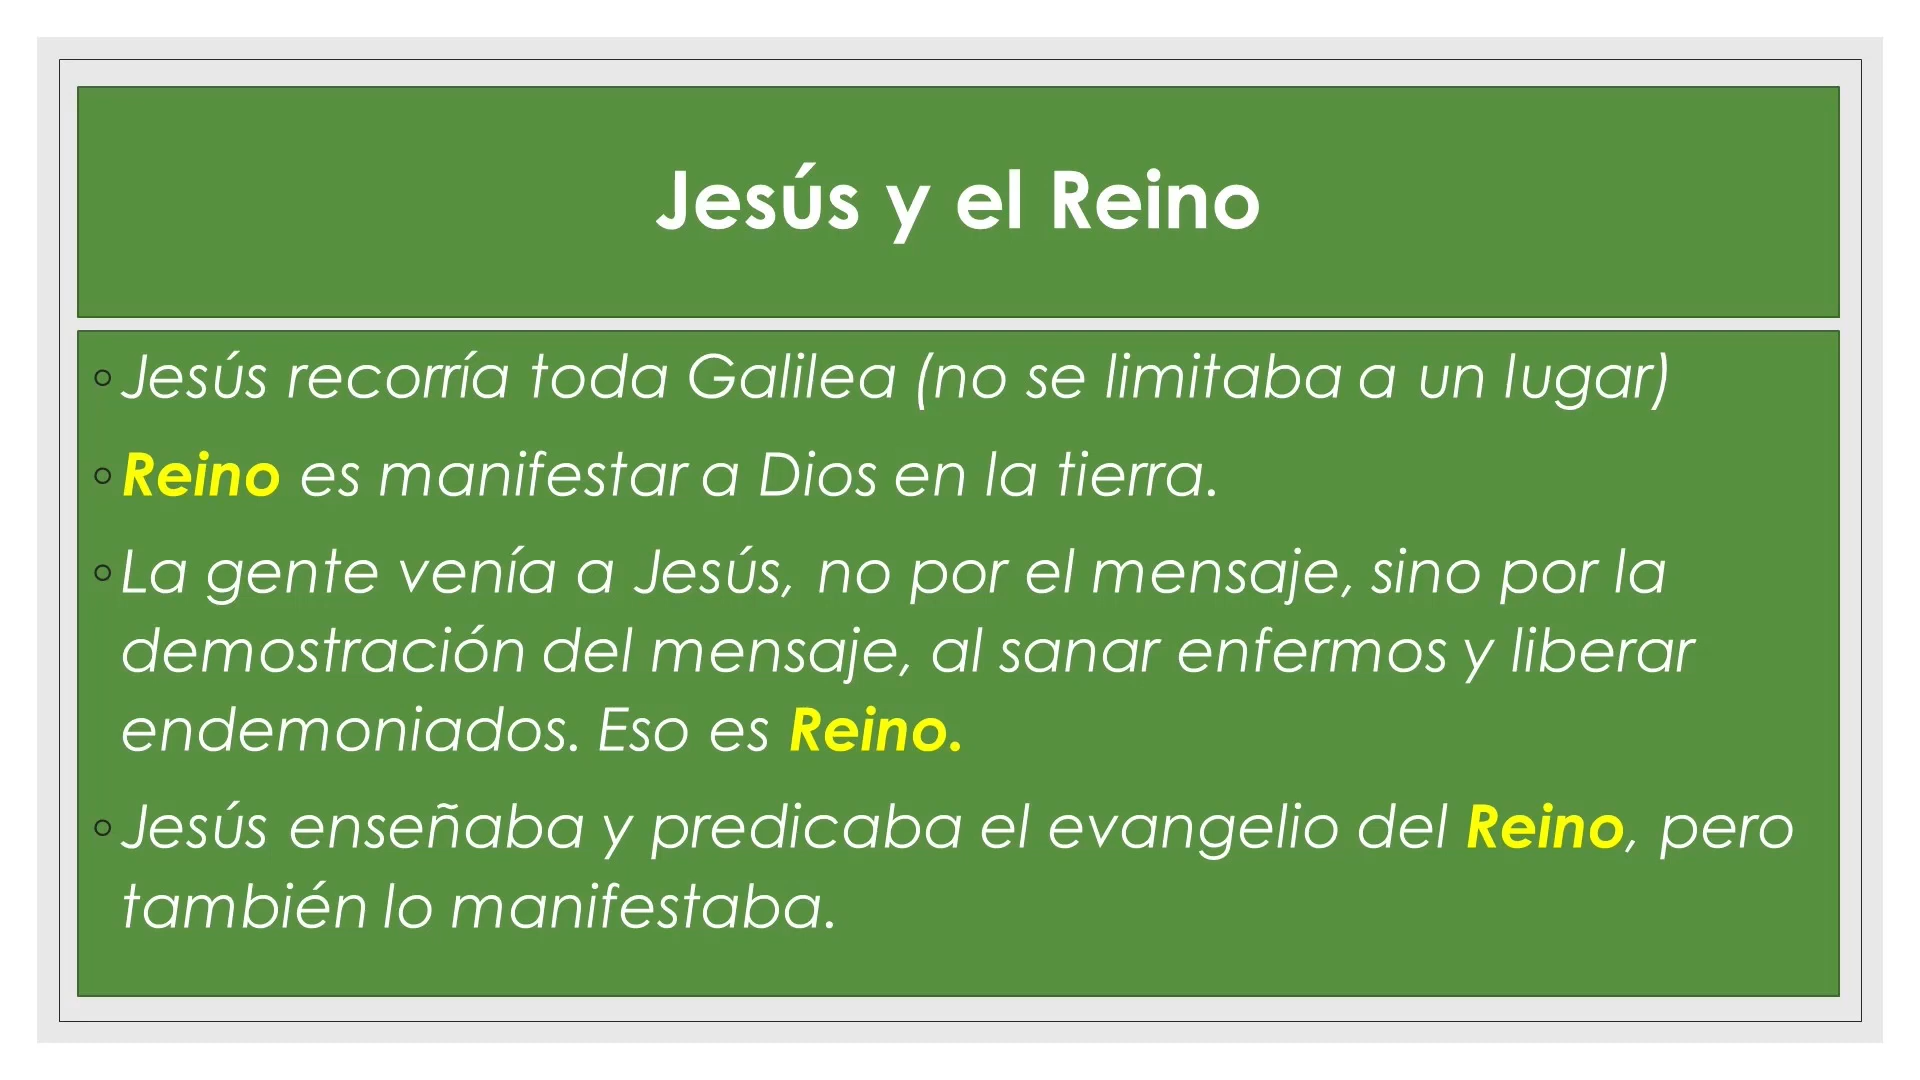 Jesús y el Reino
◦Jesús recorría toda Galilea (no se limitaba a un lugar)
◦Reino es manifestar a Dios en la tierra.
◦La gente venía a Jesús, no por el mensaje, sino por la
demostración del mensaje, al sanar enfermos y liberar
endemoniados. Eso es Reino.
◦Jesús enseñaba y predicaba el evangelio del Reino, pero
también lo manifestaba.